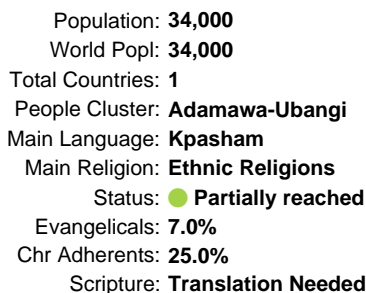 Population: 34,000
World Popl: 34,000
Total Countries: 1
People Cluster: Adamawa-Ubangi
Main Language: Kpasham
Main Religion: Ethnic Religions
Status: Partially reached
Evangelicals: 7.0%
Chr Adherents: 25.0%
Scripture: Translation Needed